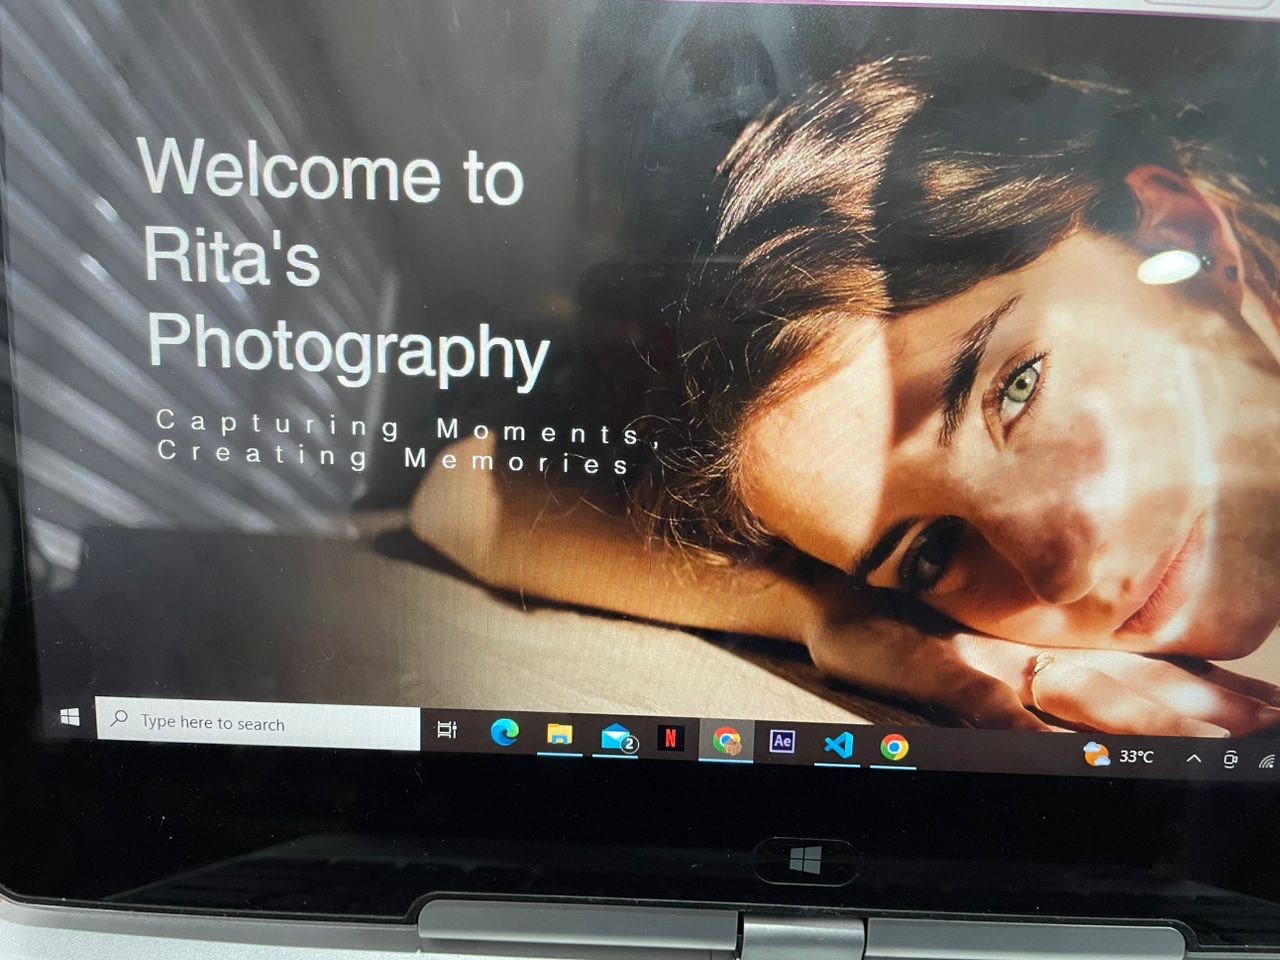 Welcome to
Rita's
Photography
Capturing Moments,
Creating Memories
Type here to search
2
N
Ae
33°C